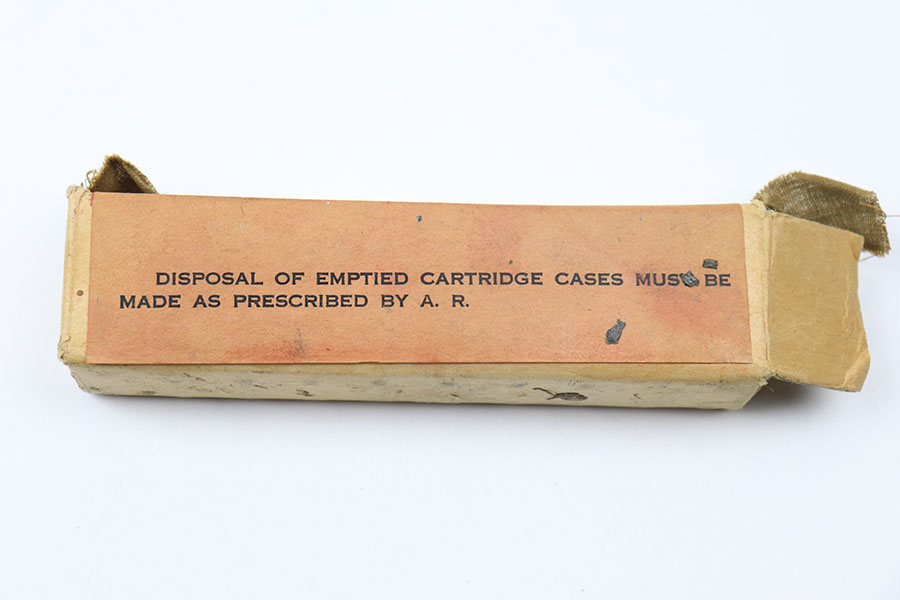 DISPOSAL OF EMPTIED CARTRIDGE CASES MUST BE
MADE AS PRESCRIBED BY A. R.